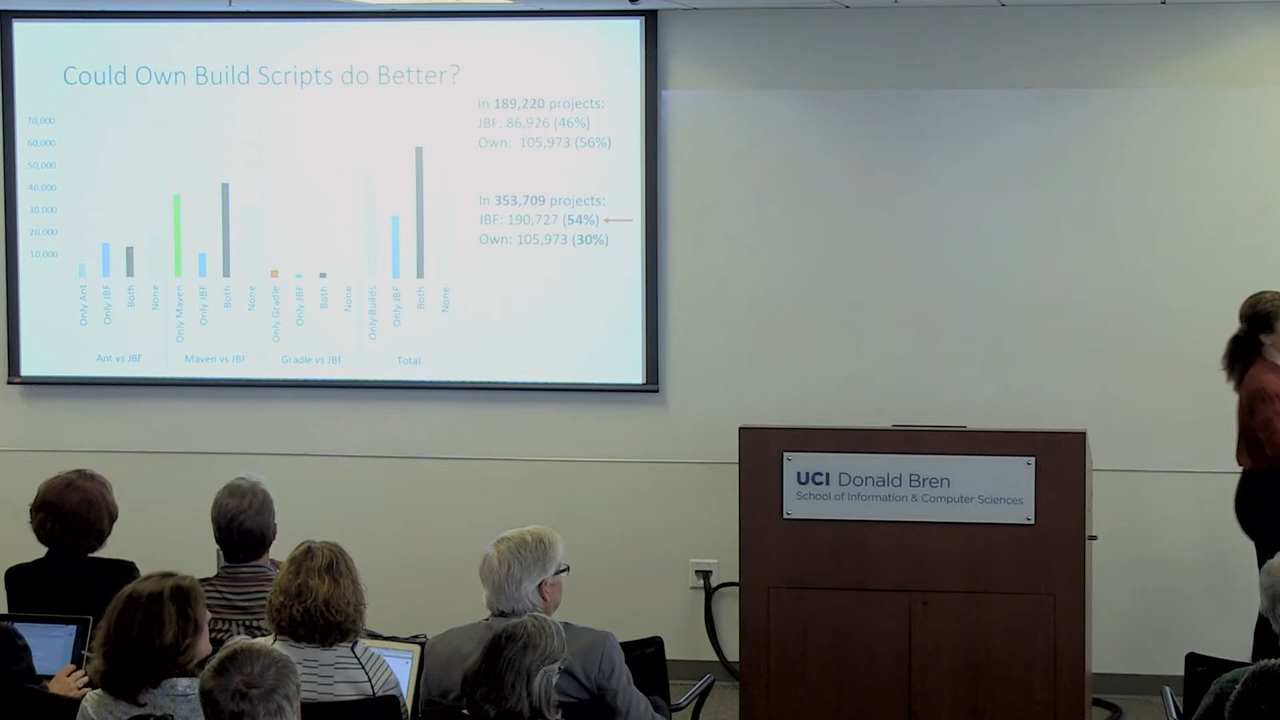 Could Own Build Scripts do Better?
In 189,220 projects:
JBF: 86,926 (46%)
Own: 105,973 (56%)
In 353,709 projects:
JBF: 190,727 (54%)
Own: 105,973 (30%)
70,000
60,000
50,000
40,000
30,000
20,000
10,000
Only Ant
Only JBF
Both
None
Only Maven
Only JBF
Both
None
Only Gradle
Only JBF
Both
None
Only Builds
Only JBF
Both
None
Ant vs JBF
Maven vs JBF
Gradle vs JBF
Total
UCI Donald Bren
School of Information & Computer Sciences